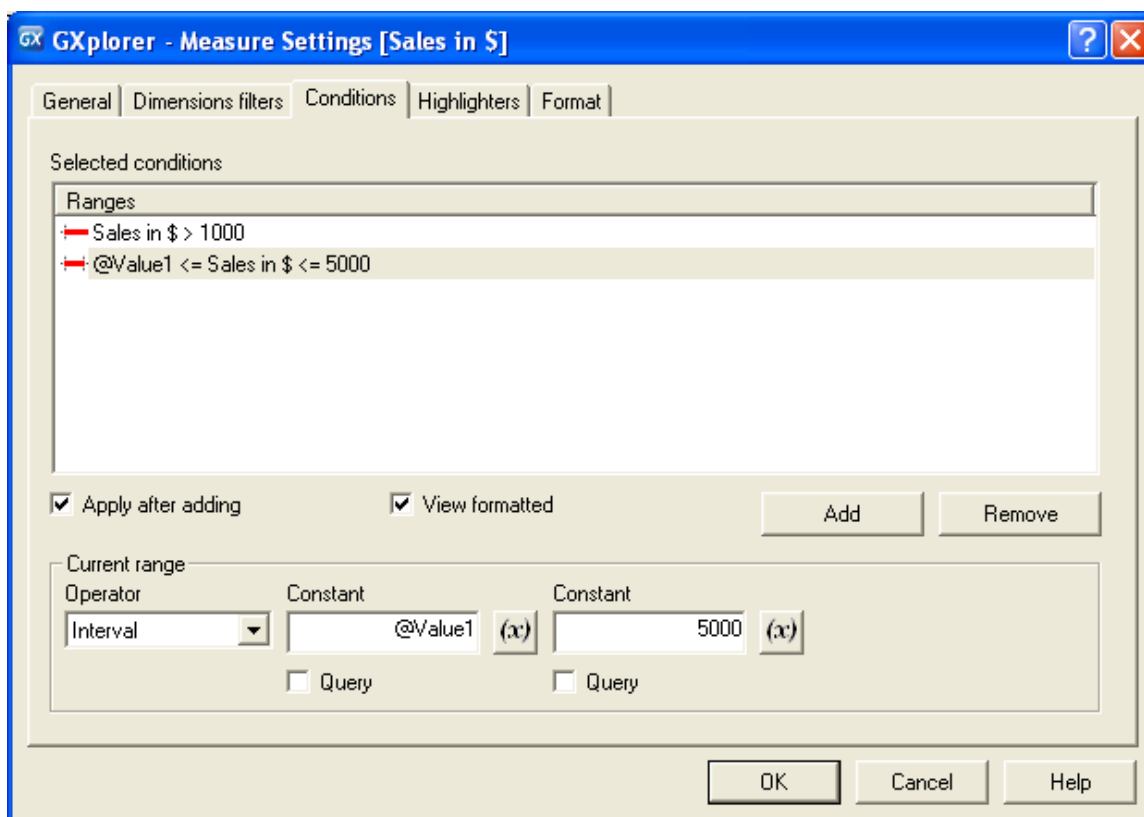 GX GXplorer - Measure Settings [Sales in $] ?
General Dimensions filters Conditions Highlighters Format
Selected conditions
Ranges
Sales in $ > 1000
@Value1 <= Sales in $ <= 5000
Apply after adding View formatted Add Remove
Current range
Operator Constant Constant
Interval @Value1 (x) 5000 (x)
Query Query
OK Cancel Help